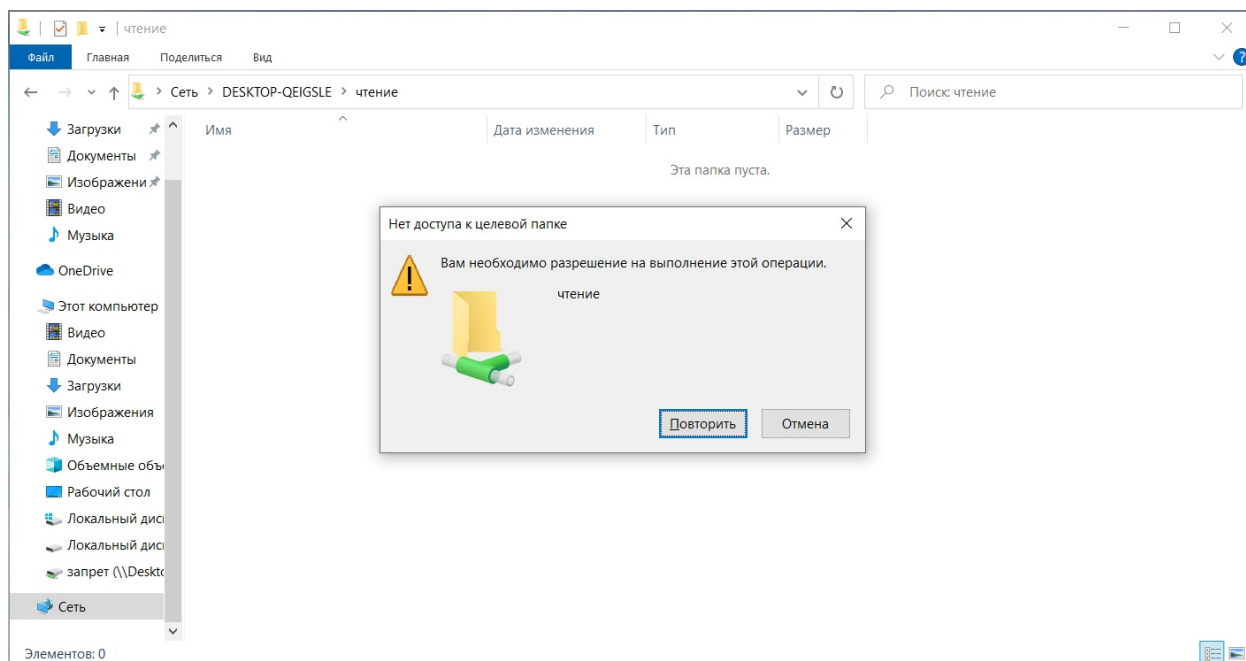 чтение
Файл Главная Поделиться Вид
Сеть > DESKTOP-QEIGSLE > чтение
Поиск: чтение
Загрузки
Документы
Изображени
Видео
Музыка
OneDrive
Этот компьютер
Видео
Документы
Загрузки
Изображения
Музыка
Объемные объ
Рабочий стол
Локальный дис
Локальный дис
запрет (\\Deskto
Сеть
Имя Дата изменения Тип Размер
Эта папка пуста.
Нет доступа к целевой папке
Вам необходимо разрешение на выполнение этой операции.
чтение
Повторить Отмена
Элементов: 0